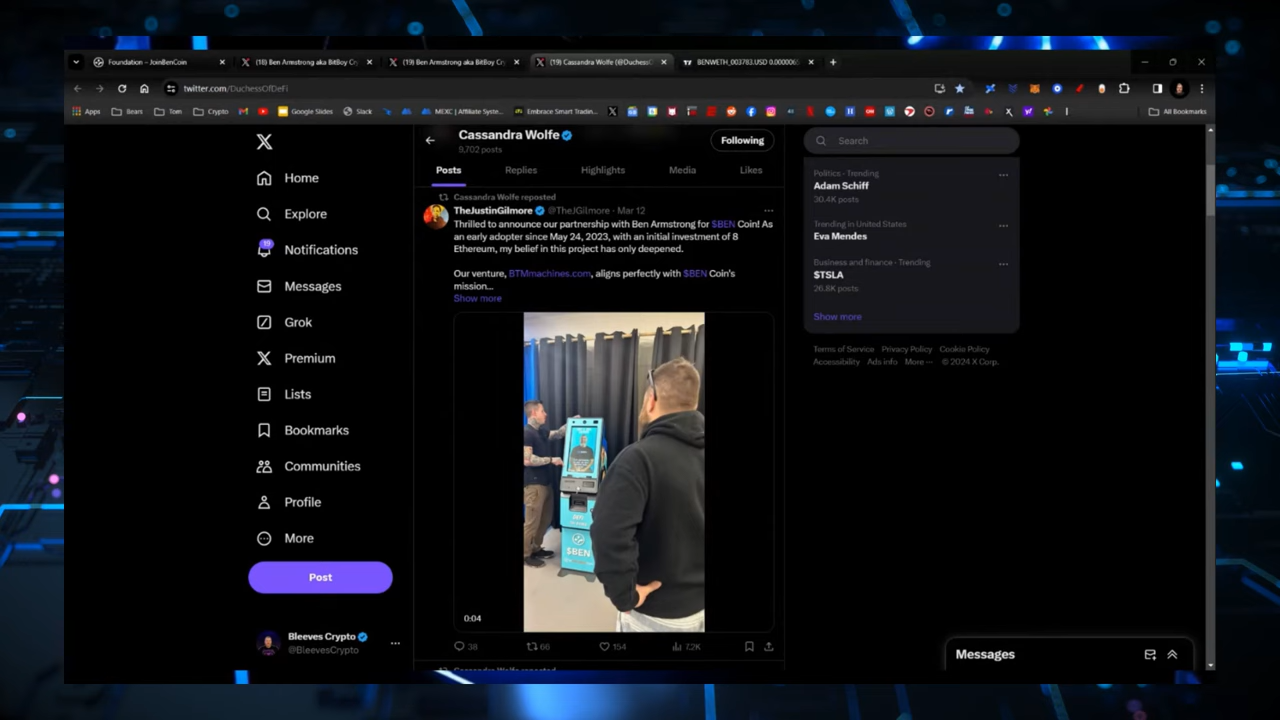 Foundation – JoinBenCoin
(18) Ben Armstrong aka BitBoy Cr
(19) Ben Armstrong aka BitBoy Cr
(19) Cassandra Wolfe (@DuchessO
BENWETH_003763.USD 0.0000065
twitter.com/DuchessOfDeFi
Apps
Bears
Tom
Crypto
Google Slides
Slack
MEXC | Affiliate Syste...
Embrace Smart Tradin...
All Bookmarks
Cassandra Wolfe
9,702 posts
Following
Posts
Replies
Highlights
Media
Likes
Home
Explore
19
Notifications
Messages
Grok
Premium
Lists
Bookmarks
Communities
Profile
More
Post
Bleeves Crypto
@BleevesCrypto
Cassandra Wolfe reposted
TheJustinGilmore @TheJGilmore · Mar 12
Thrilled to announce our partnership with Ben Armstrong for $BEN Coin! As
an early adopter since May 24, 2023, with an initial investment of 8
Ethereum, my belief in this project has only deepened.
Our venture, BTMmachines.com, aligns perfectly with $BEN Coin's
mission...
Show more
$BEN
0:04
38
66
154
7.2K
Cassandra Wolfe reposted
Search
Politics · Trending
Adam Schiff
30.4K posts
Trending in United States
Eva Mendes
Business and finance · Trending
$TSLA
26.8K posts
Show more
Terms of Service Privacy Policy Cookie Policy
Accessibility Ads info More ··· © 2024 X Corp.
Messages